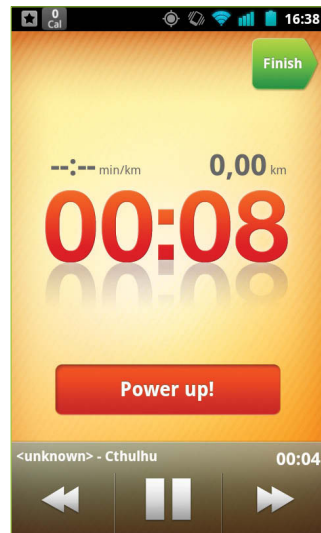 0
Cal
16:38
Finish
--:-- min/km
0,00 km
00:08
Power up!
<unknown> - Cthulhu
00:04